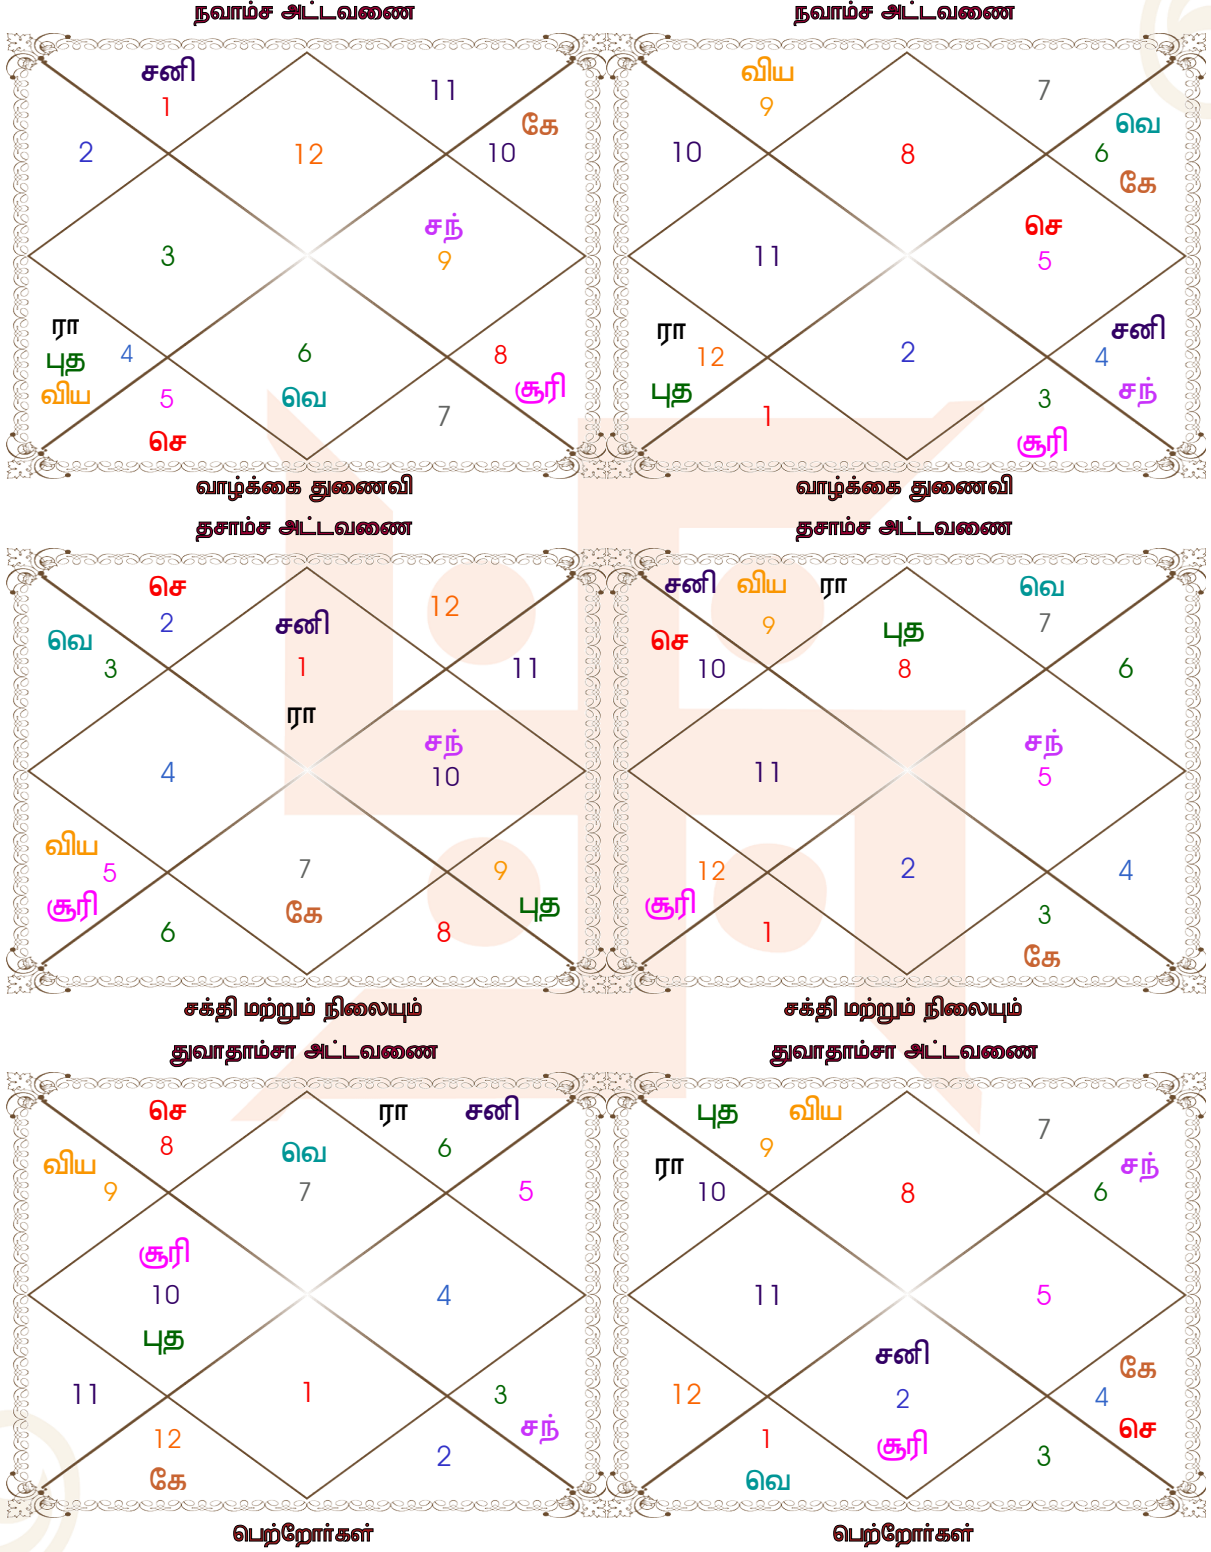 நவாம்ச அட்டவணை நவாம்ச அட்டவணை
சனி விய
11 7
1 9
கே வெ
2 12 10 10 8 6
கே
சந் செ
3 9 11 5
ரா ரா சனி
புத 4 6 8 12 2 4
விய 5 வெ சூரி புத 3 சந்
7 1
செ சூரி
வாழ்க்கை துணைவி வாழ்க்கை துணைவி
தசாம்ச அட்டவணை தசாம்ச அட்டவணை
செ சனி விய ரா வெ
12
2 சனி 9 புத 7
வெ செ
3 1 11 10 8 6
ரா
சந் சந்
4 10 11 5
விய
5 7 9 12 2 4
சூரி கே புத சூரி 3
6 8 1
கே
சக்தி மற்றும் நிலையும் சக்தி மற்றும் நிலையும்
துவாதாம்சா அட்டவணை துவாதாம்சா அட்டவணை
செ ரா சனி புத விய
7
8 வெ 6 9
விய ரா சந்
9 7 5 10 8 6
சூரி
10 4 11 5
புத சனி
கே
11 1 3 12 2 4
சந் செ
12 1 சூரி
2 3
கே வெ
பெற்றோர்கள் பெற்றோர்கள்